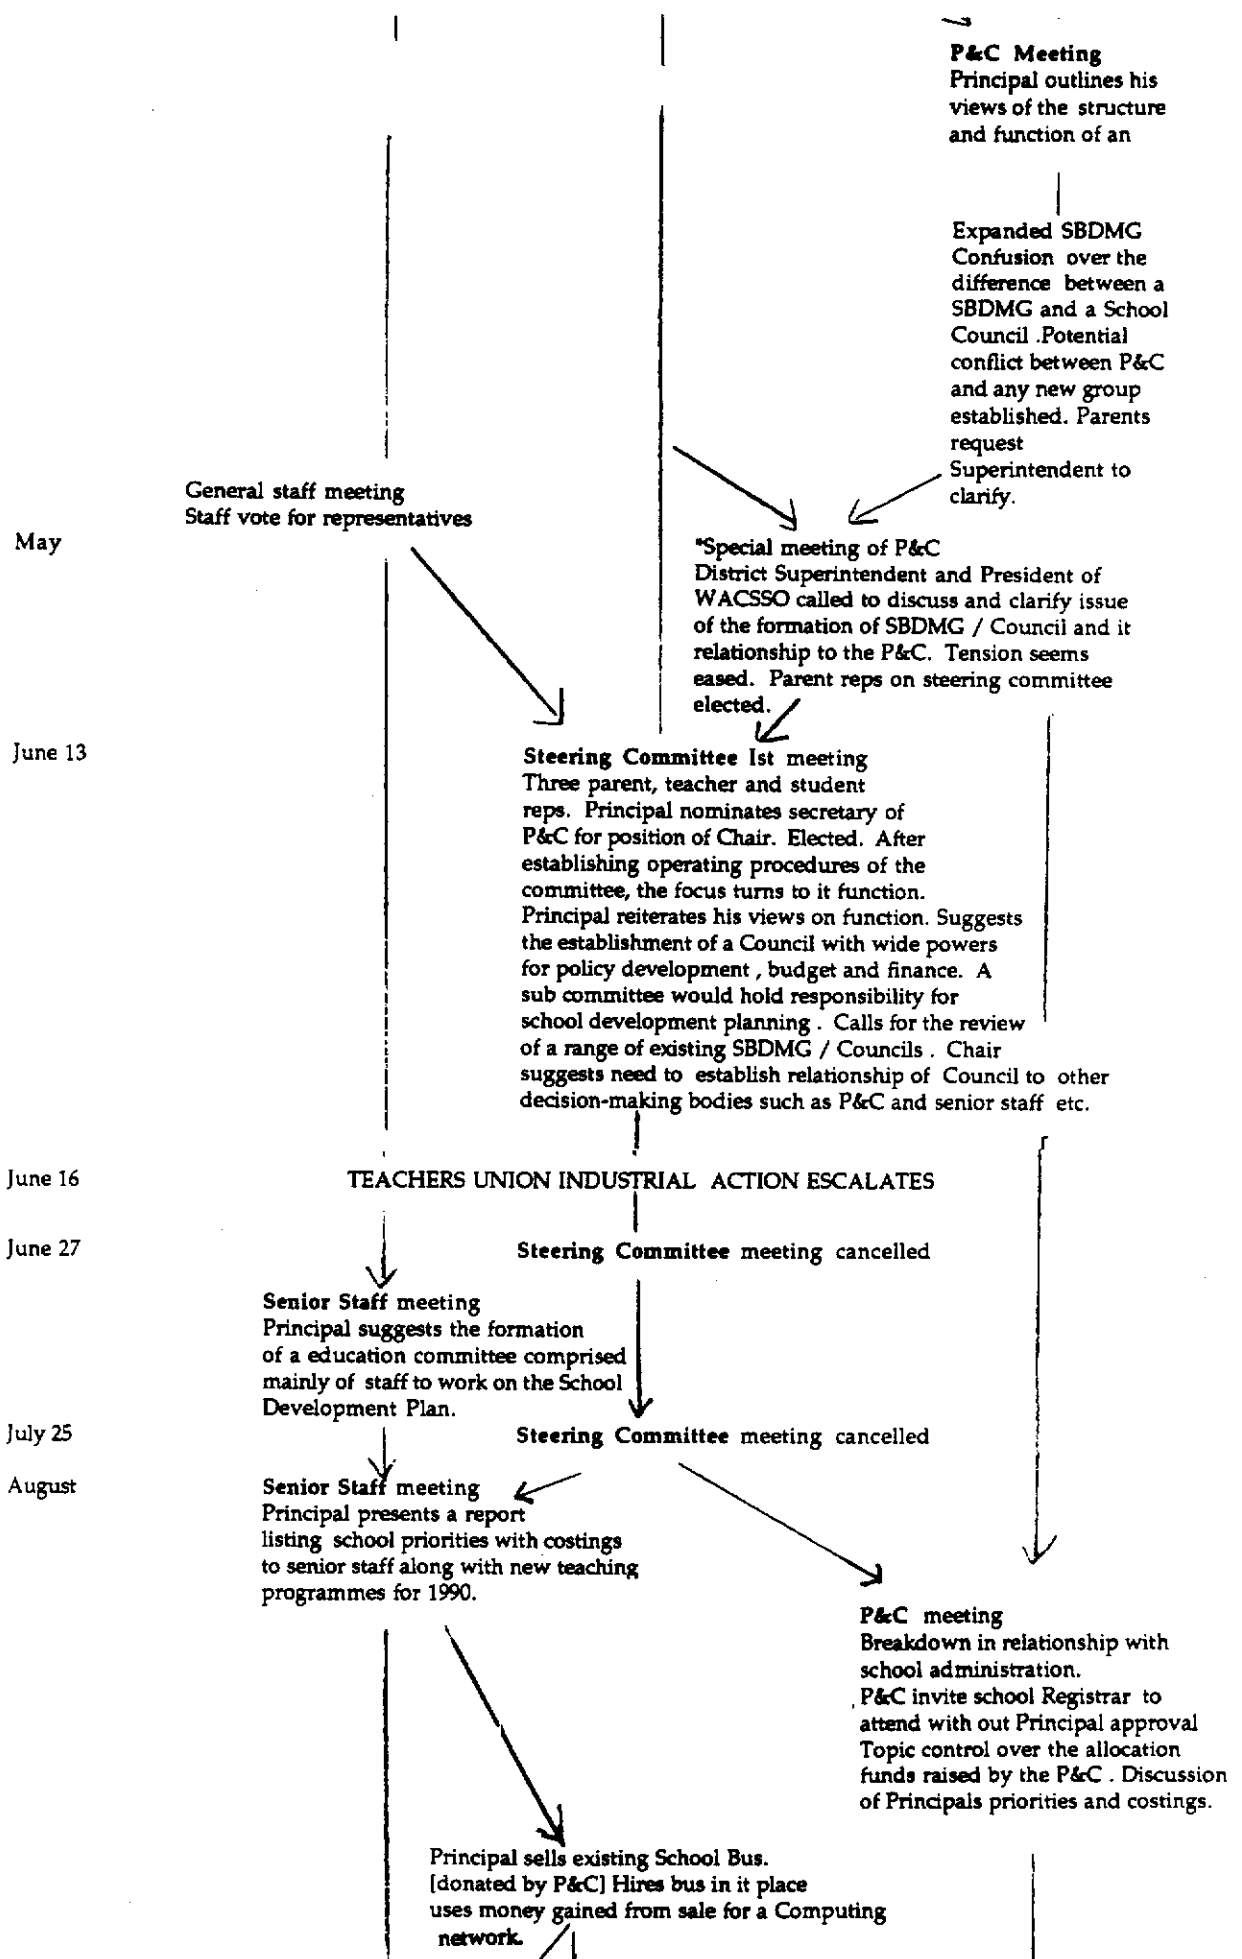 P&C Meeting
Principal outlines his
views of the structure
and function of an
Expanded SBDMG
Confusion over the
difference between a
SBDMG and a School
Council .Potential
conflict between P&C
and any new group
established. Parents
request
Superintendent to
clarify.
General staff meeting
Staff vote for representatives
May
*Special meeting of P&C
District Superintendent and President of
WACSSO called to discuss and clarify issue
of the formation of SBDMG / Council and it
relationship to the P&C. Tension seems
eased. Parent reps on steering committee
elected.
June 13
Steering Committee Ist meeting
Three parent, teacher and student
reps. Principal nominates secretary of
P&C for position of Chair. Elected. After
establishing operating procedures of the
committee, the focus turns to it function.
Principal reiterates his views on function. Suggests
the establishment of a Council with wide powers
for policy development , budget and finance. A
sub committee would hold responsibility for
school development planning . Calls for the review
of a range of existing SBDMG / Councils . Chair
suggests need to establish relationship of Council to other
decision-making bodies such as P&C and senior staff etc.
June 16
TEACHERS UNION INDUSTRIAL ACTION ESCALATES
June 27
Steering Committee meeting cancelled
Senior Staff meeting
Principal suggests the formation
of a education committee comprised
mainly of staff to work on the School
Development Plan.
July 25
Steering Committee meeting cancelled
August
Senior Staff meeting
Principal presents a report
listing school priorities with costings
to senior staff along with new teaching
programmes for 1990.
P&C meeting
Breakdown in relationship with
school administration.
P&C invite school Registrar to
attend with out Principal approval
Topic control over the allocation
funds raised by the P&C . Discussion
of Principals priorities and costings.
Principal sells existing School Bus.
[donated by P&C] Hires bus in it place
uses money gained from sale for a Computing
network.